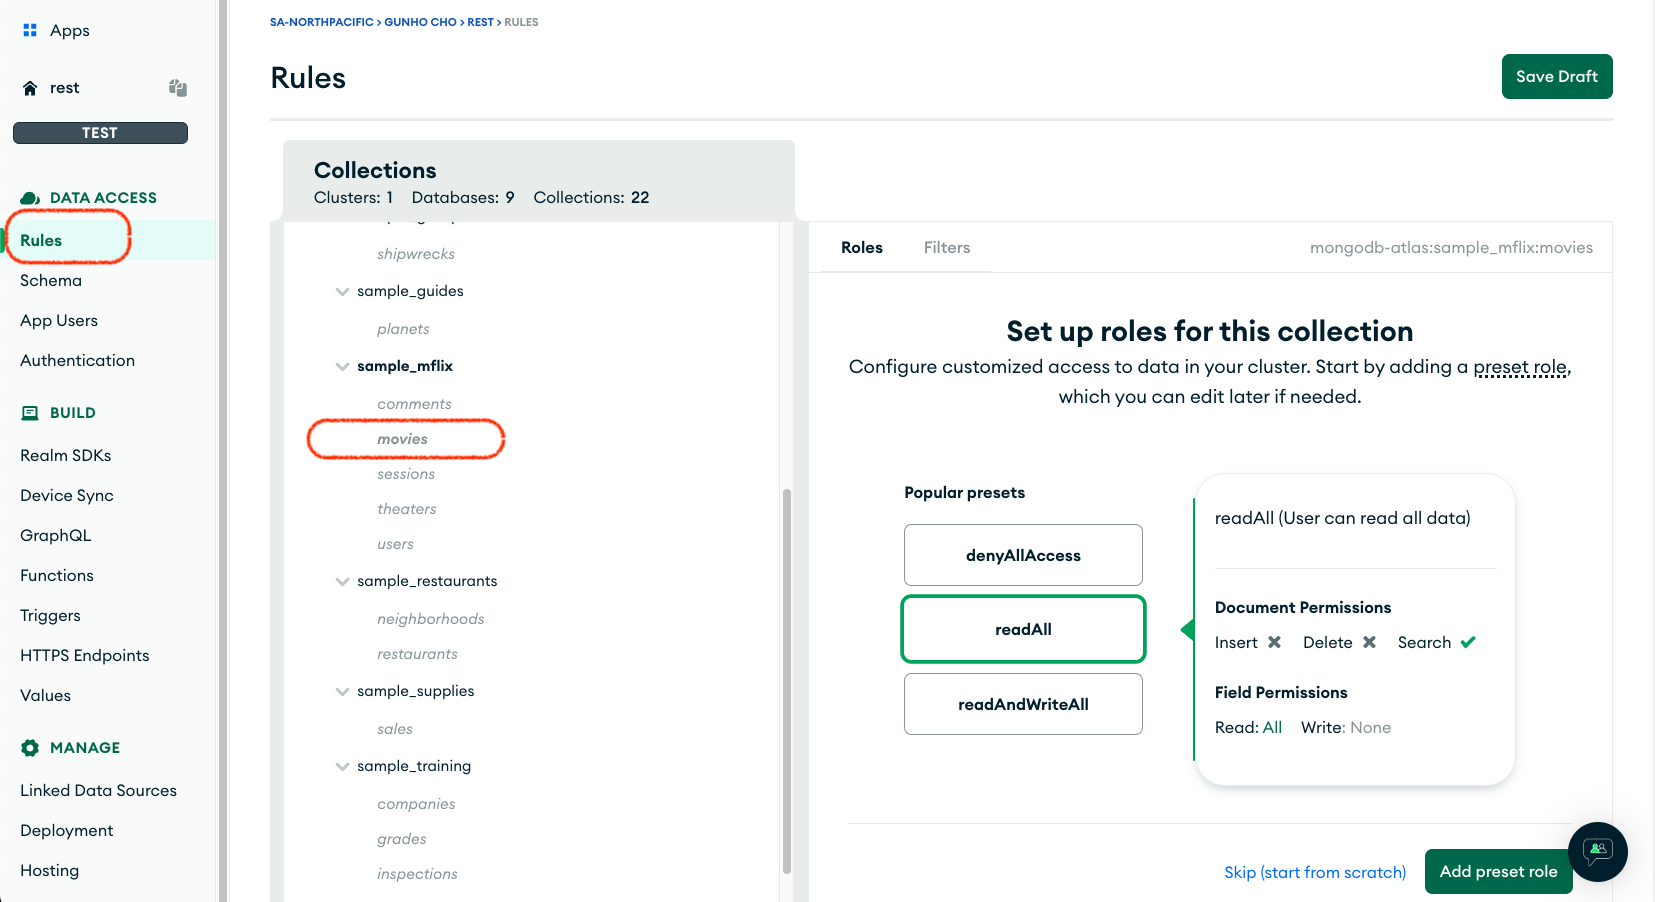 Apps
rest
TEST
DATA ACCESS
Rules
Schema
App Users
Authentication
BUILD
Realm SDKs
Device Sync
GraphQL
Functions
Triggers
HTTPS Endpoints
Values
MANAGE
Linked Data Sources
Deployment
Hosting
SA-NORTHPACIFIC > GUNHO CHO > REST > RULES
Rules
Save Draft
Collections
Clusters: 1 Databases: 9 Collections: 22
shipwrecks
sample_guides
planets
sample_mflix
comments
movies
sessions
theaters
users
sample_restaurants
neighborhoods
restaurants
sample_supplies
sales
sample_training
companies
grades
inspections
Roles Filters mongodb-atlas:sample_mflix:movies
Set up roles for this collection
Configure customized access to data in your cluster. Start by adding a preset role,
which you can edit later if needed.
Popular presets
denyAllAccess
readAll
readAndWriteAll
readAll (User can read all data)
Document Permissions
Insert ✖ Delete ✖ Search ✔
Field Permissions
Read: All Write: None
Skip (start from scratch) Add preset role